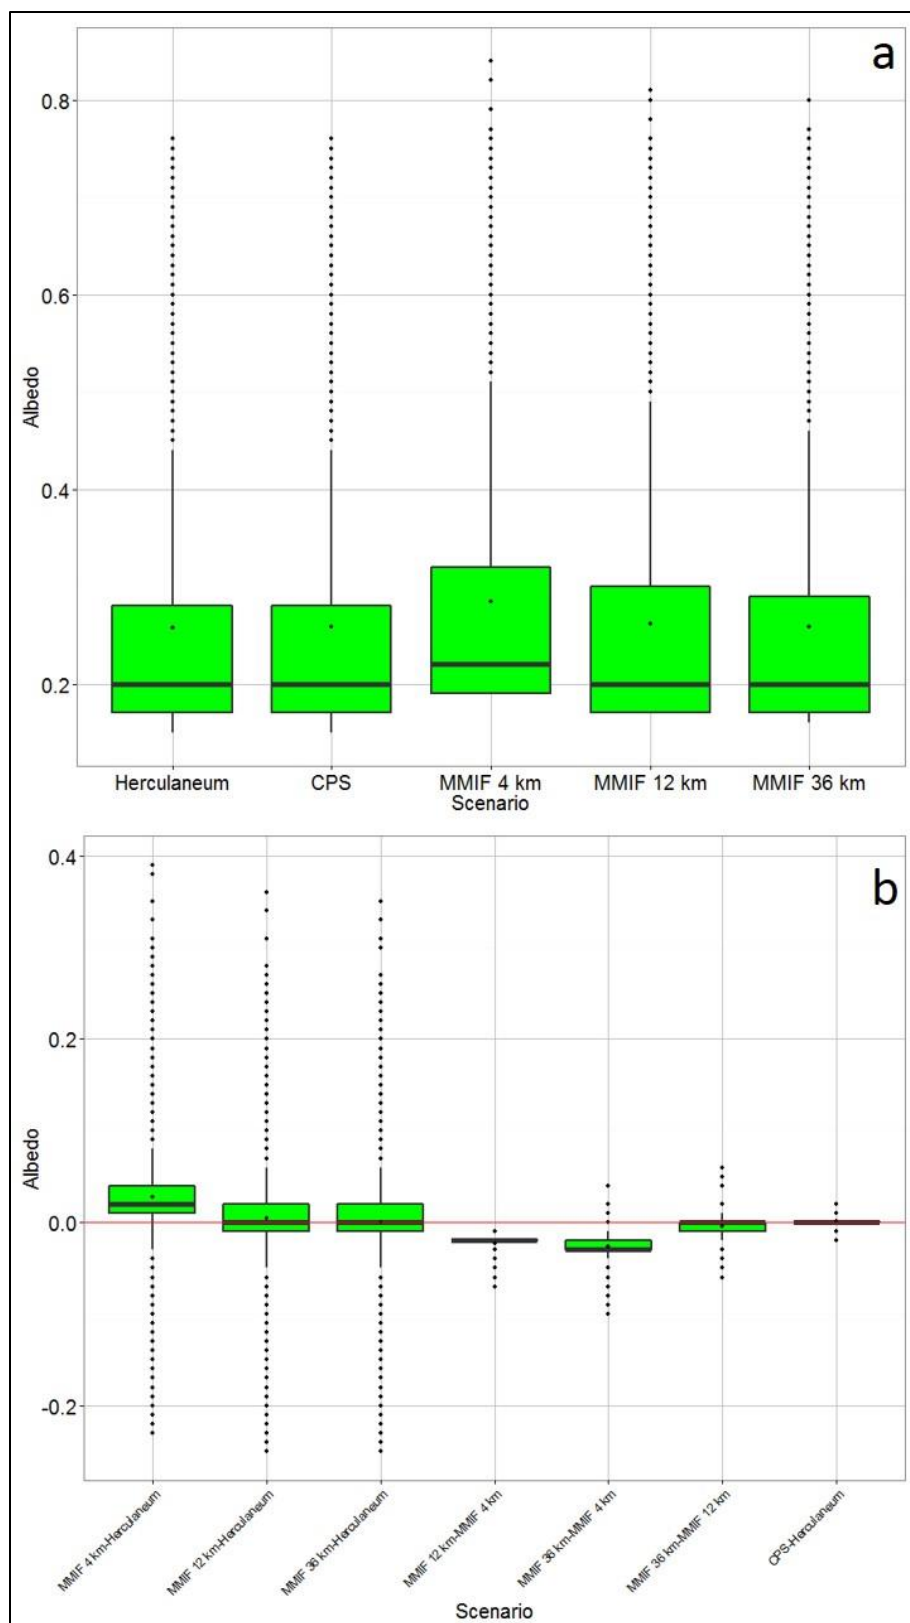 a
0.8
0.6
0.4
0.2
Albedo
Herculaneum CPS MMIF 4 km MMIF 12 km MMIF 36 km
Scenario
b
0.4
0.2
0.0
-0.2
Albedo
MMIF 4 km-Herculaneum
MMIF 12 km-Herculaneum
MMIF 36 km-Herculaneum
MMIF 12 km-MMIF 4 km
MMIF 36 km-MMIF 4 km
MMIF 36 km-MMIF 12 km
CPS-Herculaneum
Scenario